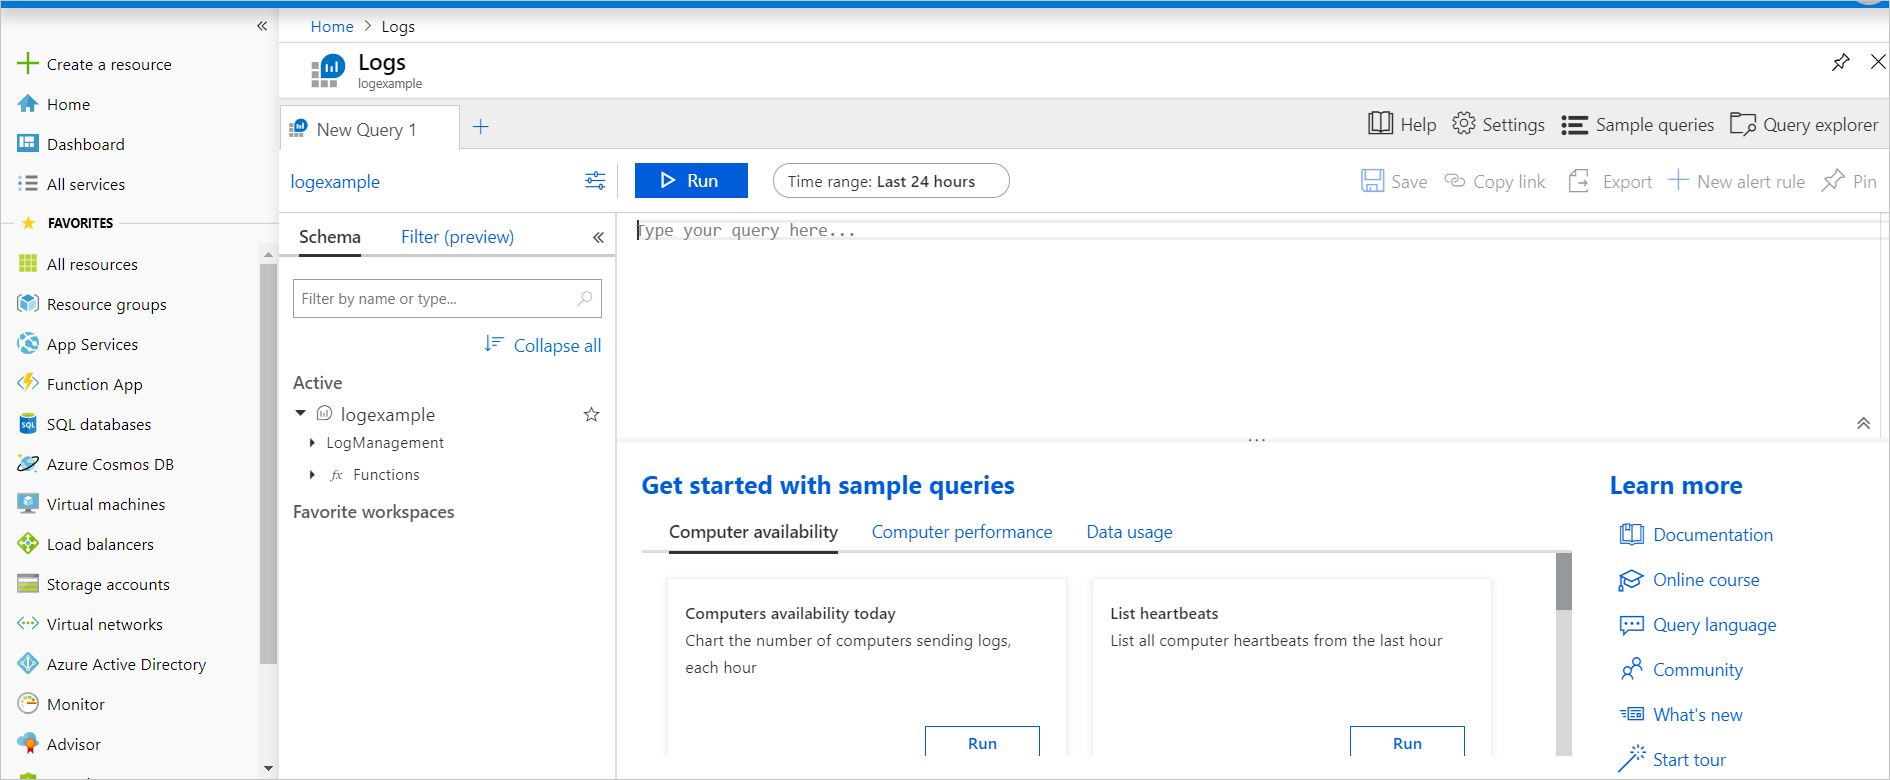 Home > Logs
Create a resource
Home
Dashboard
All services
FAVORITES
All resources
Resource groups
App Services
Function App
SQL databases
Azure Cosmos DB
Virtual machines
Load balancers
Storage accounts
Virtual networks
Azure Active Directory
Monitor
Advisor
Logs
logexample
New Query 1
Help
Settings
Sample queries
Query explorer
logexample
Run
Time range: Last 24 hours
Save
Copy link
Export
New alert rule
Pin
Schema
Filter (preview)
Filter by name or type...
Collapse all
Active
logexample
LogManagement
fx Functions
Favorite workspaces
Type your query here...
Get started with sample queries
Computer availability
Computer performance
Data usage
Computers availability today
Chart the number of computers sending logs,
each hour
Run
List heartbeats
List all computer heartbeats from the last hour
Run
Learn more
Documentation
Online course
Query language
Community
What's new
Start tour